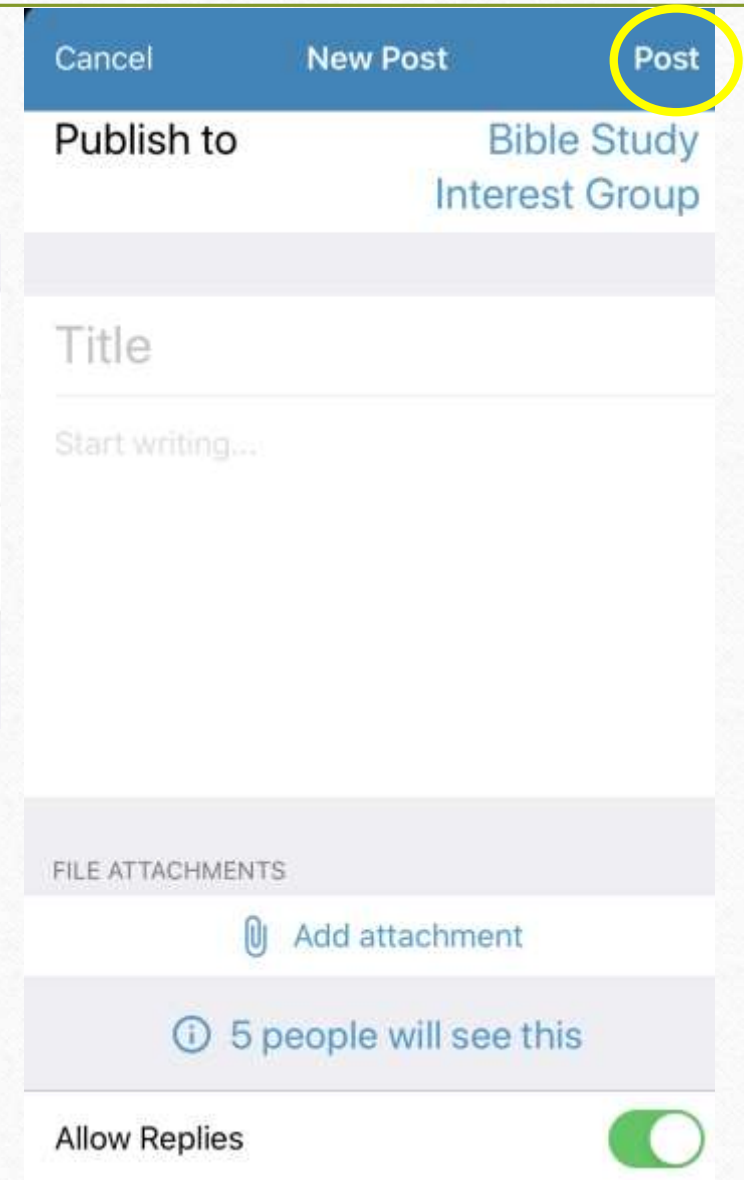 Cancel New Post Post
Publish to Bible Study
Interest Group
Title
Start writing...
FILE ATTACHMENTS
Add attachment
5 people will see this
Allow Replies